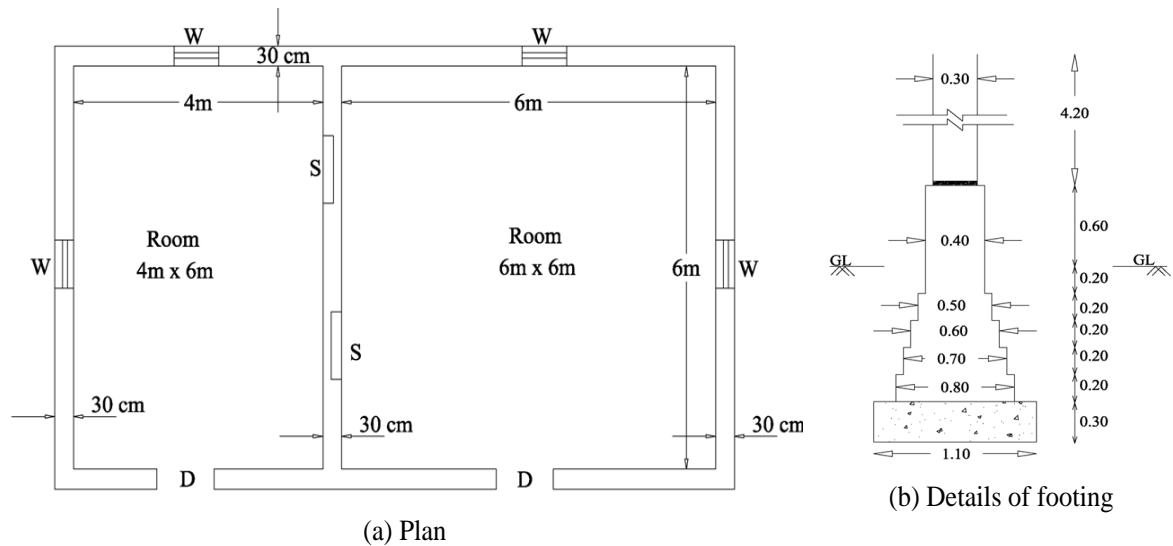 W
W
30 cm
4m
6m
S
Room
4m x 6m
Room
6m x 6m
W
6m
W
S
30 cm
30 cm
30 cm
D
D
(a) Plan
0.30
4.20
0.60
0.40
GL
GL
0.20
0.50
0.20
0.60
0.20
0.70
0.20
0.80
0.20
0.30
1.10
(b) Details of footing